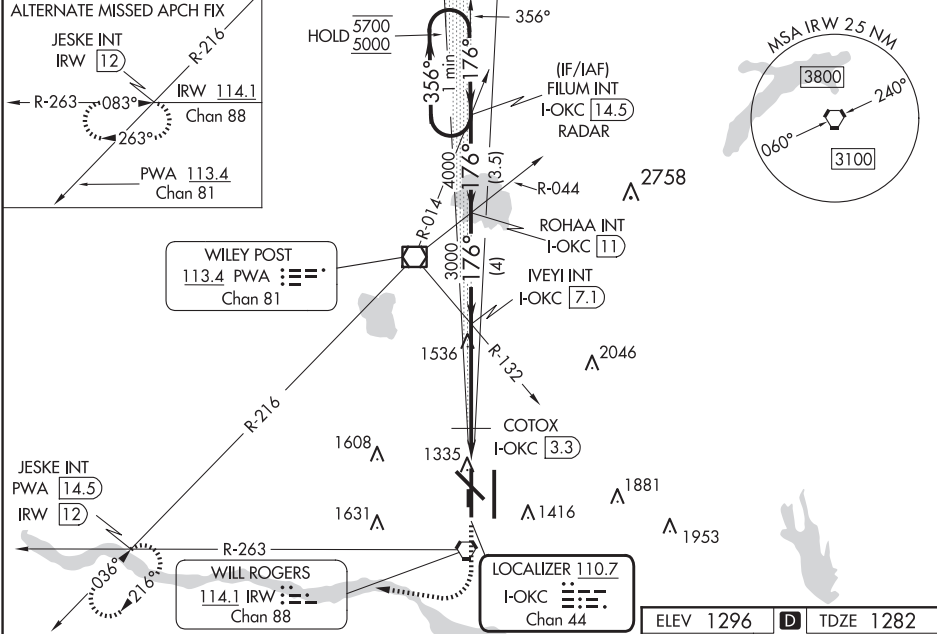 ALTERNATE MISSED APCH FIX
JESKE INT
IRW 12
R-216
R-263
083°
263°
IRW 114.1
Chan 88
PWA 113.4
Chan 81
HOLD 5700
5000
356°
1 min
176°
356°
(IF/IAF)
FILUM INT
I-OKC 14.5
RADAR
MSA IRW 25 NM
3800
240°
060°
3100
R-014
4000
176°
(3.5)
R-044
2758
ROHAA INT
I-OKC 11
WILEY POST
113.4 PWA
Chan 81
3000
176°
(4)
IVEYI INT
I-OKC 7.1
1536
R-132
2046
R-216
COTOX
I-OKC 3.3
1608
1335
JESKE INT
PWA 14.5
IRW 12
1631
1416
1881
1953
R-263
036°
216°
WILL ROGERS
114.1 IRW
Chan 88
LOCALIZER 110.7
I-OKC
Chan 44
ELEV 1296 D TDZE 1282